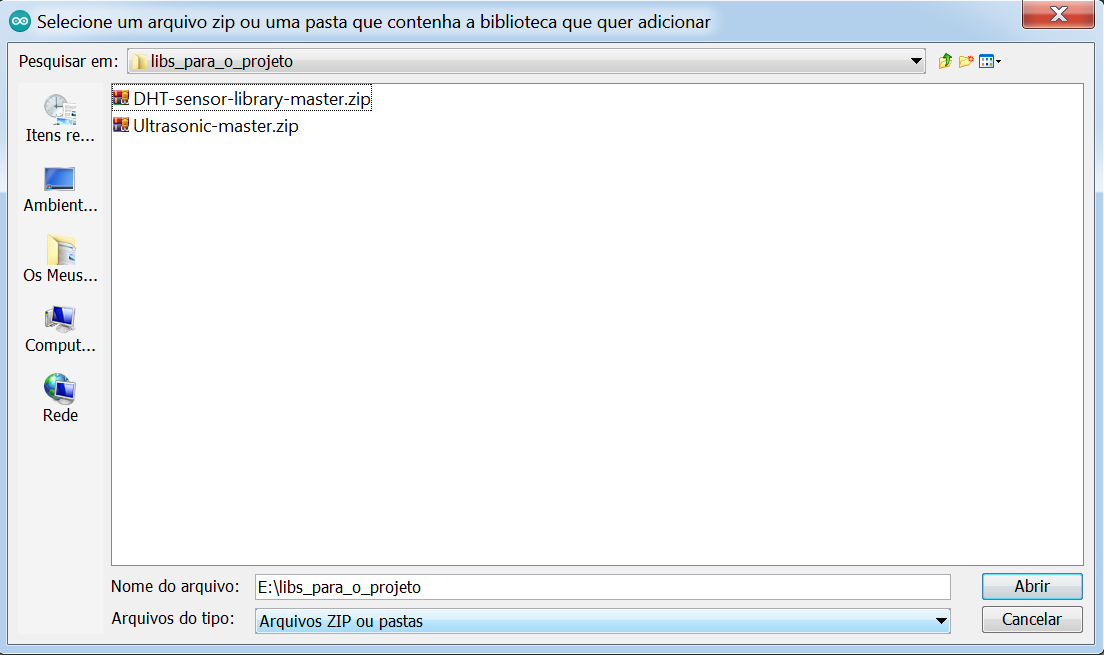 Selecione um arquivo zip ou uma pasta que contenha a biblioteca que quer adicionar
Pesquisar em: libs_para_o_projeto
Itens re...
Ambient...
Os Meus...
Comput...
Rede
DHT-sensor-library-master.zip
Ultrasonic-master.zip
Nome do arquivo: E:\libs_para_o_projeto
Abrir
Arquivos do tipo: Arquivos ZIP ou pastas
Cancelar